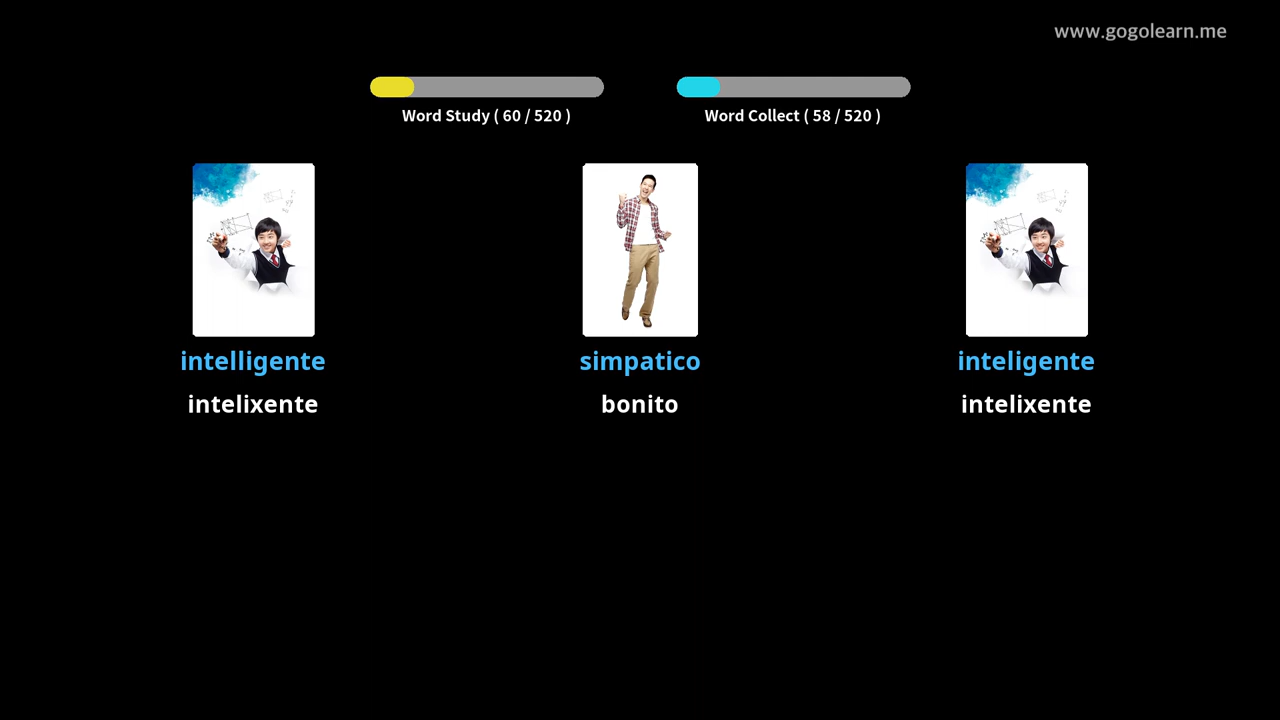 www.gogolearn.me
Word Study ( 60 / 520 )
Word Collect ( 58 / 520 )
intelligente
simpatico
inteligente
intelixente
bonito
intelixente